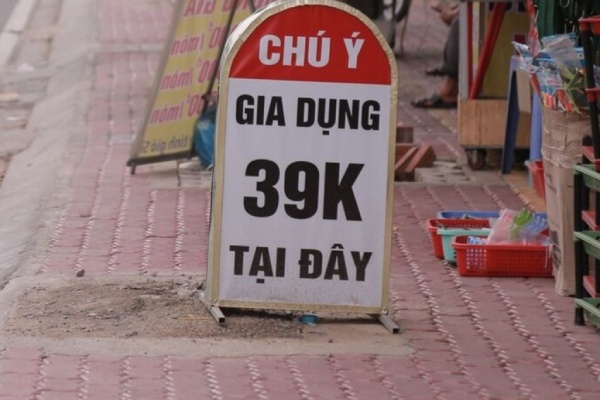 CHÚ Ý
GIA DỤNG
39K
TẠI ĐÂY